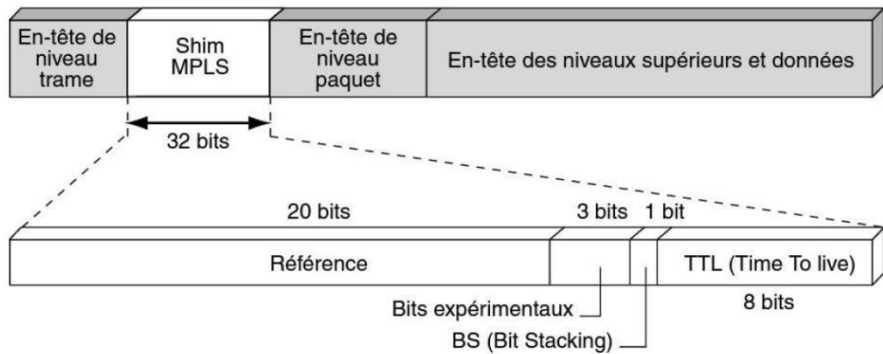 En-tête de
niveau
trame
Shim
MPLS
En-tête de
niveau
paquet
En-tête des niveaux supérieurs et données
32 bits
20 bits
3 bits
1 bit
Référence
TTL (Time To live)
Bits expérimentaux
8 bits
BS (Bit Stacking)